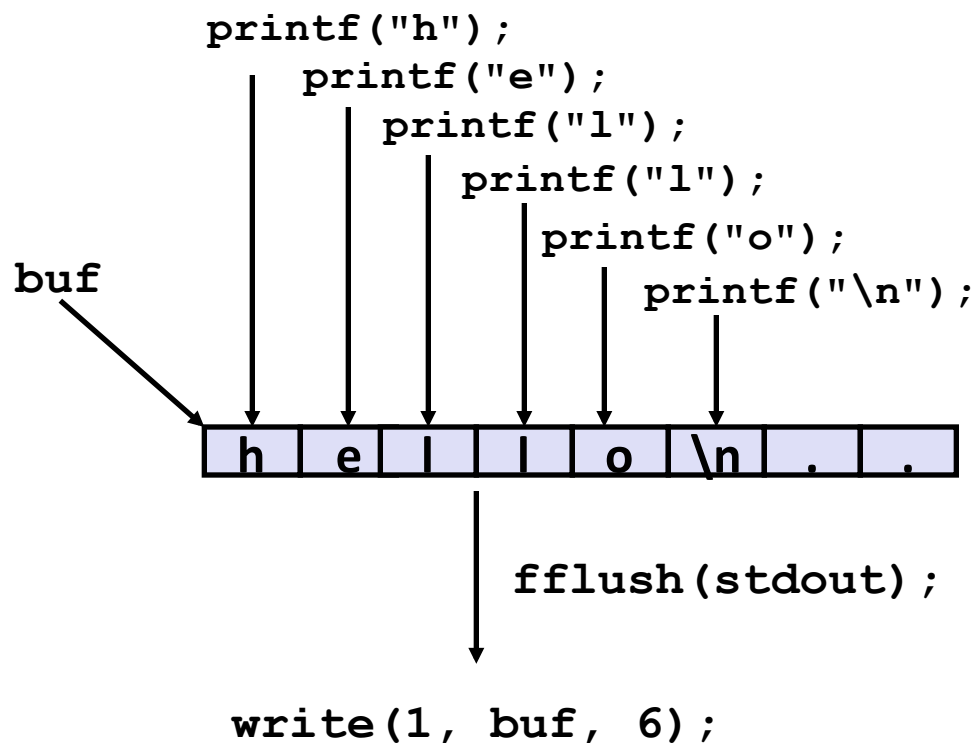 printf("h");
printf("e");
printf("l");
printf("l");
printf("o");
buf
printf("\n");
h e l l o \n . .
fflush(stdout);
write(1, buf, 6);